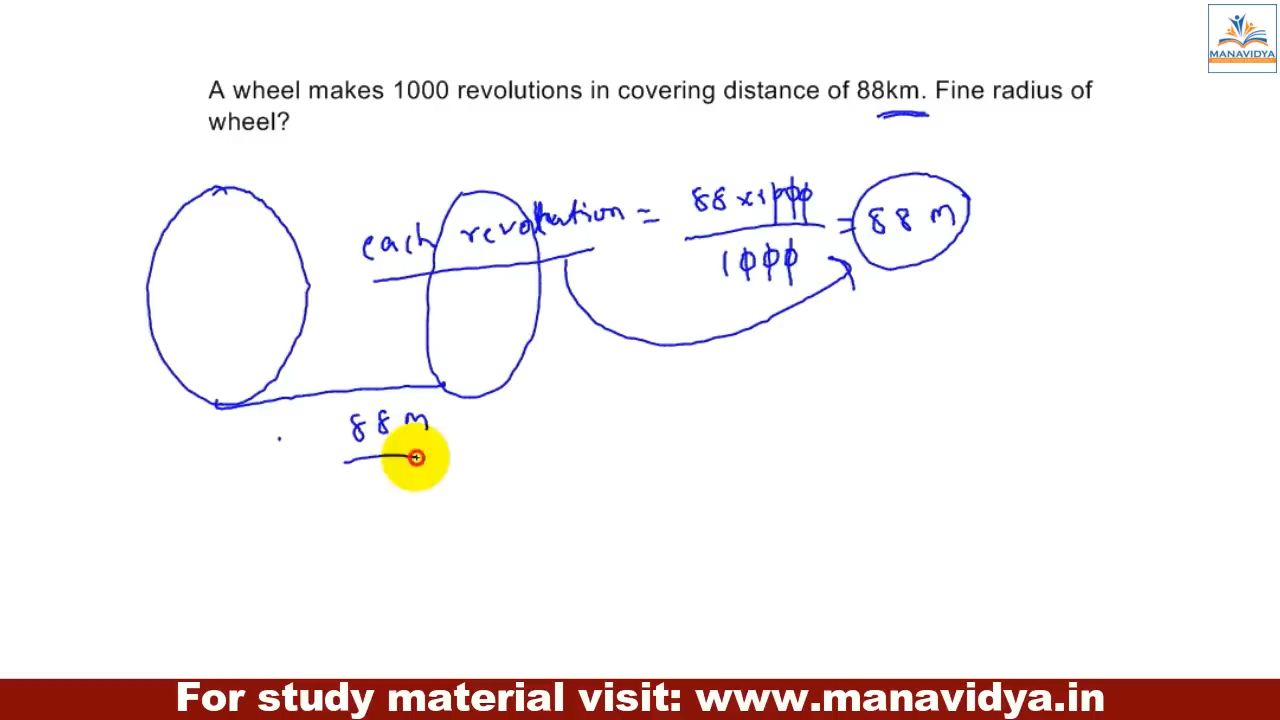 MANAVIDYA
A wheel makes 1000 revolutions in covering distance of 88km. Fine radius of
wheel?
each revolution = 88 x 1000 / 1000 = 88 m
88 m
For study material visit: www.manavidya.in